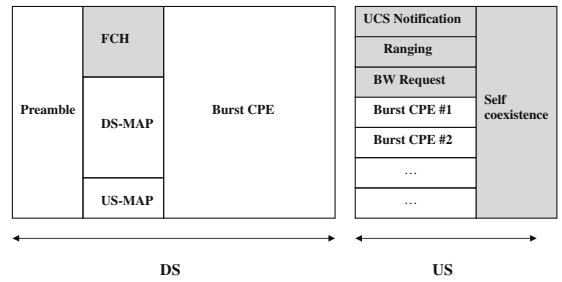 Preamble
FCH
DS-MAP
US-MAP
Burst CPE
UCS Notification
Ranging
BW Request
Burst CPE #1
Burst CPE #2
…
…
Self
coexistence
DS
US